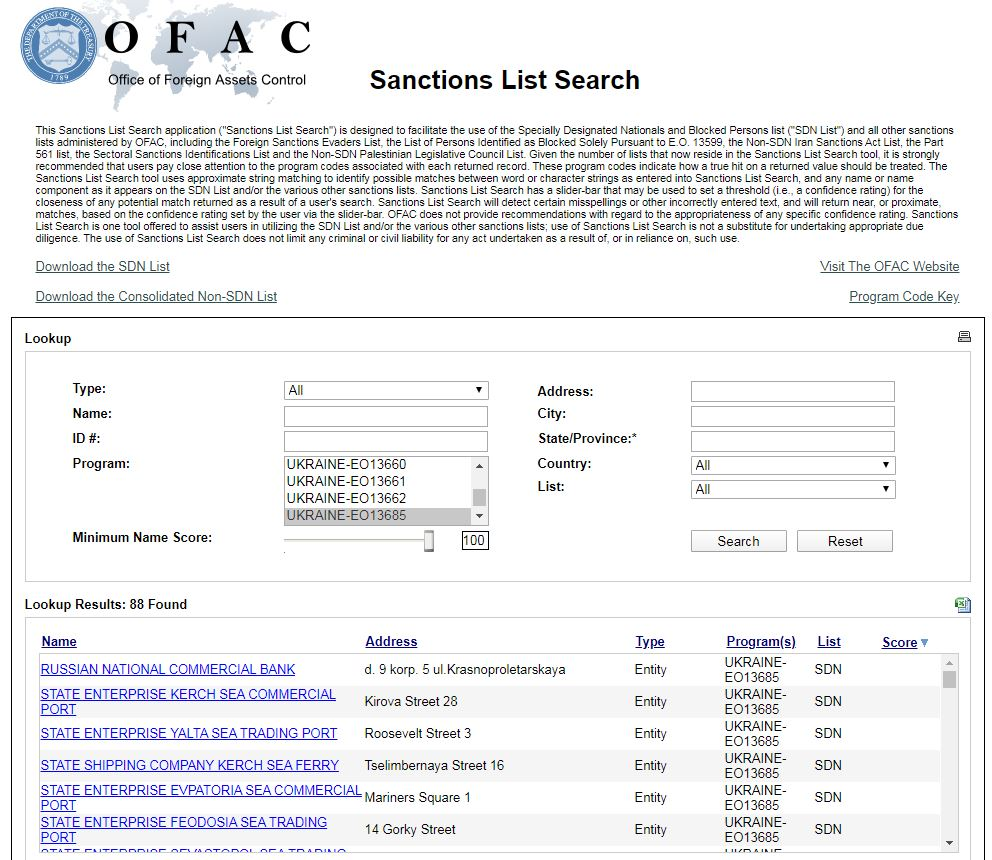 THE DEPARTMENT OF THE TREASURY
1789
OFAC
Office of Foreign Assets Control
Sanctions List Search
This Sanctions List Search application ("Sanctions List Search") is designed to facilitate the use of the Specially Designated Nationals and Blocked Persons list ("SDN List") and all other sanctions
lists administered by OFAC, including the Foreign Sanctions Evaders List, the List of Persons Identified as Blocked Solely Pursuant to E.O. 13599, the Non-SDN Iran Sanctions Act List, the Part
561 list, the Sectoral Sanctions Identifications List and the Non-SDN Palestinian Legislative Council List. Given the number of lists that now reside in the Sanctions List Search tool, it is strongly
recommended that users pay close attention to the program codes associated with each returned record. These program codes indicate how a true hit on a returned value should be treated. The
Sanctions List Search tool uses approximate string matching to identify possible matches between word or character strings as entered into Sanctions List Search, and any name or name
component as it appears on the SDN List and/or the various other sanctions lists. Sanctions List Search has a slider-bar that may be used to set a threshold (i.e., a confidence rating) for the
closeness of any potential match returned as a result of a user's search. Sanctions List Search will detect certain misspellings or other incorrectly entered text, and will return near, or proximate,
matches, based on the confidence rating set by the user via the slider-bar. OFAC does not provide recommendations with regard to the appropriateness of any specific confidence rating. Sanctions
List Search is one tool offered to assist users in utilizing the SDN List and/or the various other sanctions lists; use of Sanctions List Search is not a substitute for undertaking appropriate due
diligence. The use of Sanctions List Search does not limit any criminal or civil liability for any act undertaken as a result of, or in reliance on, such use.
Download the SDN List Visit The OFAC Website
Download the Consolidated Non-SDN List Program Code Key
Lookup
Type: All Address:
Name: City:
ID #: State/Province:*
Program: UKRAINE-EO13660 Country: All
UKRAINE-EO13661
UKRAINE-EO13662 List: All
UKRAINE-EO13685
Minimum Name Score: 100 Search Reset
Lookup Results: 88 Found
Name Address Type Program(s) List Score
RUSSIAN NATIONAL COMMERCIAL BANK d. 9 korp. 5 ul.Krasnoproletarskaya Entity UKRAINE- SDN
EO13685
STATE ENTERPRISE KERCH SEA COMMERCIAL Kirova Street 28 Entity UKRAINE- SDN
PORT EO13685
STATE ENTERPRISE YALTA SEA TRADING PORT Roosevelt Street 3 Entity UKRAINE- SDN
EO13685
STATE SHIPPING COMPANY KERCH SEA FERRY Tselimbernaya Street 16 Entity UKRAINE- SDN
EO13685
STATE ENTERPRISE EVPATORIA SEA COMMERCIAL Mariners Square 1 Entity UKRAINE- SDN
PORT EO13685
STATE ENTERPRISE FEODOSIA SEA TRADING 14 Gorky Street Entity UKRAINE- SDN
PORT EO13685
STATE ENTERPRISE SEVASTOPOL SEA TRADING UKRAINE-